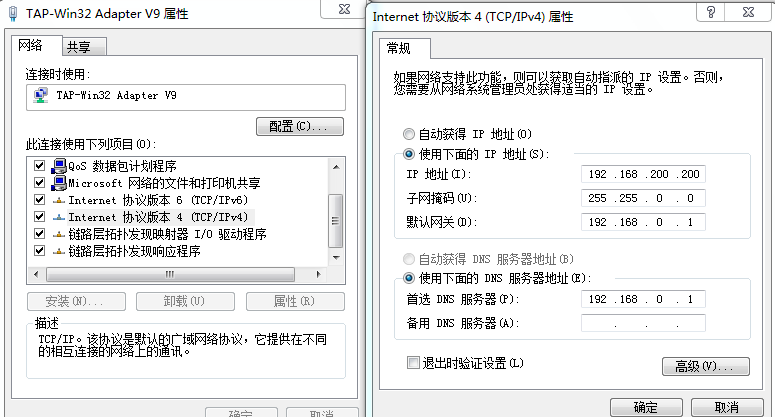 TAP-Win32 Adapter V9 属性
网络
共享
连接时使用:
TAP-Win32 Adapter V9
配置(C)...
此连接使用下列项目(O):
QoS 数据包计划程序
Microsoft 网络的文件和打印机共享
Internet 协议版本 6 (TCP/IPv6)
Internet 协议版本 4 (TCP/IPv4)
链路层拓扑发现映射器 I/O 驱动程序
链路层拓扑发现响应程序
安装(N)...
卸载(U)
属性(R)
描述
TCP/IP。该协议是默认的广域网络协议，它提供在不同
的相互连接的网络上的通讯。
确定
取消
Internet 协议版本 4 (TCP/IPv4) 属性
常规
如果网络支持此功能，则可以获取自动指派的 IP 设置。否则，
您需要从网络系统管理员处获得适当的 IP 设置。
自动获得 IP 地址(O)
使用下面的 IP 地址(S):
IP 地址(I): 192 .168 .200 .200
子网掩码(U): 255 .255 . 0 . 0
默认网关(D): 192 .168 . 0 . 1
自动获得 DNS 服务器地址(B)
使用下面的 DNS 服务器地址(E):
首选 DNS 服务器(P): 192 .168 . 0 . 1
备用 DNS 服务器(A): . . .
退出时验证设置(L)
高级(V)...
确定
取消